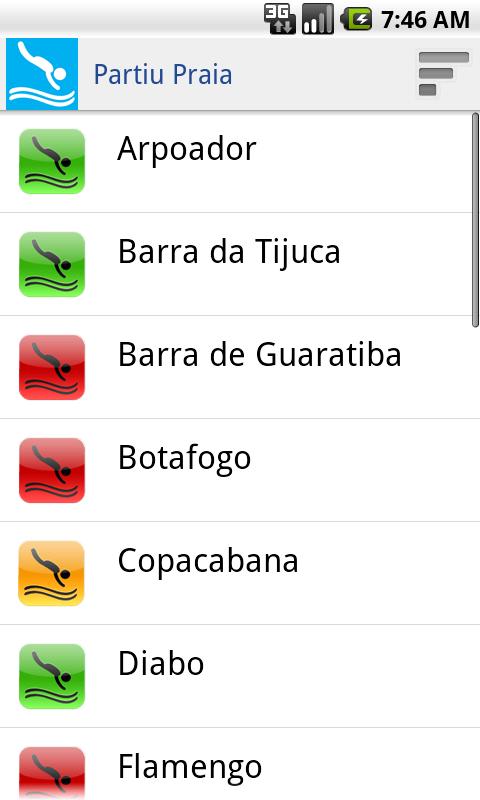 3G 7:46 AM
Partiu Praia
Arpoador
Barra da Tijuca
Barra de Guaratiba
Botafogo
Copacabana
Diabo
Flamengo